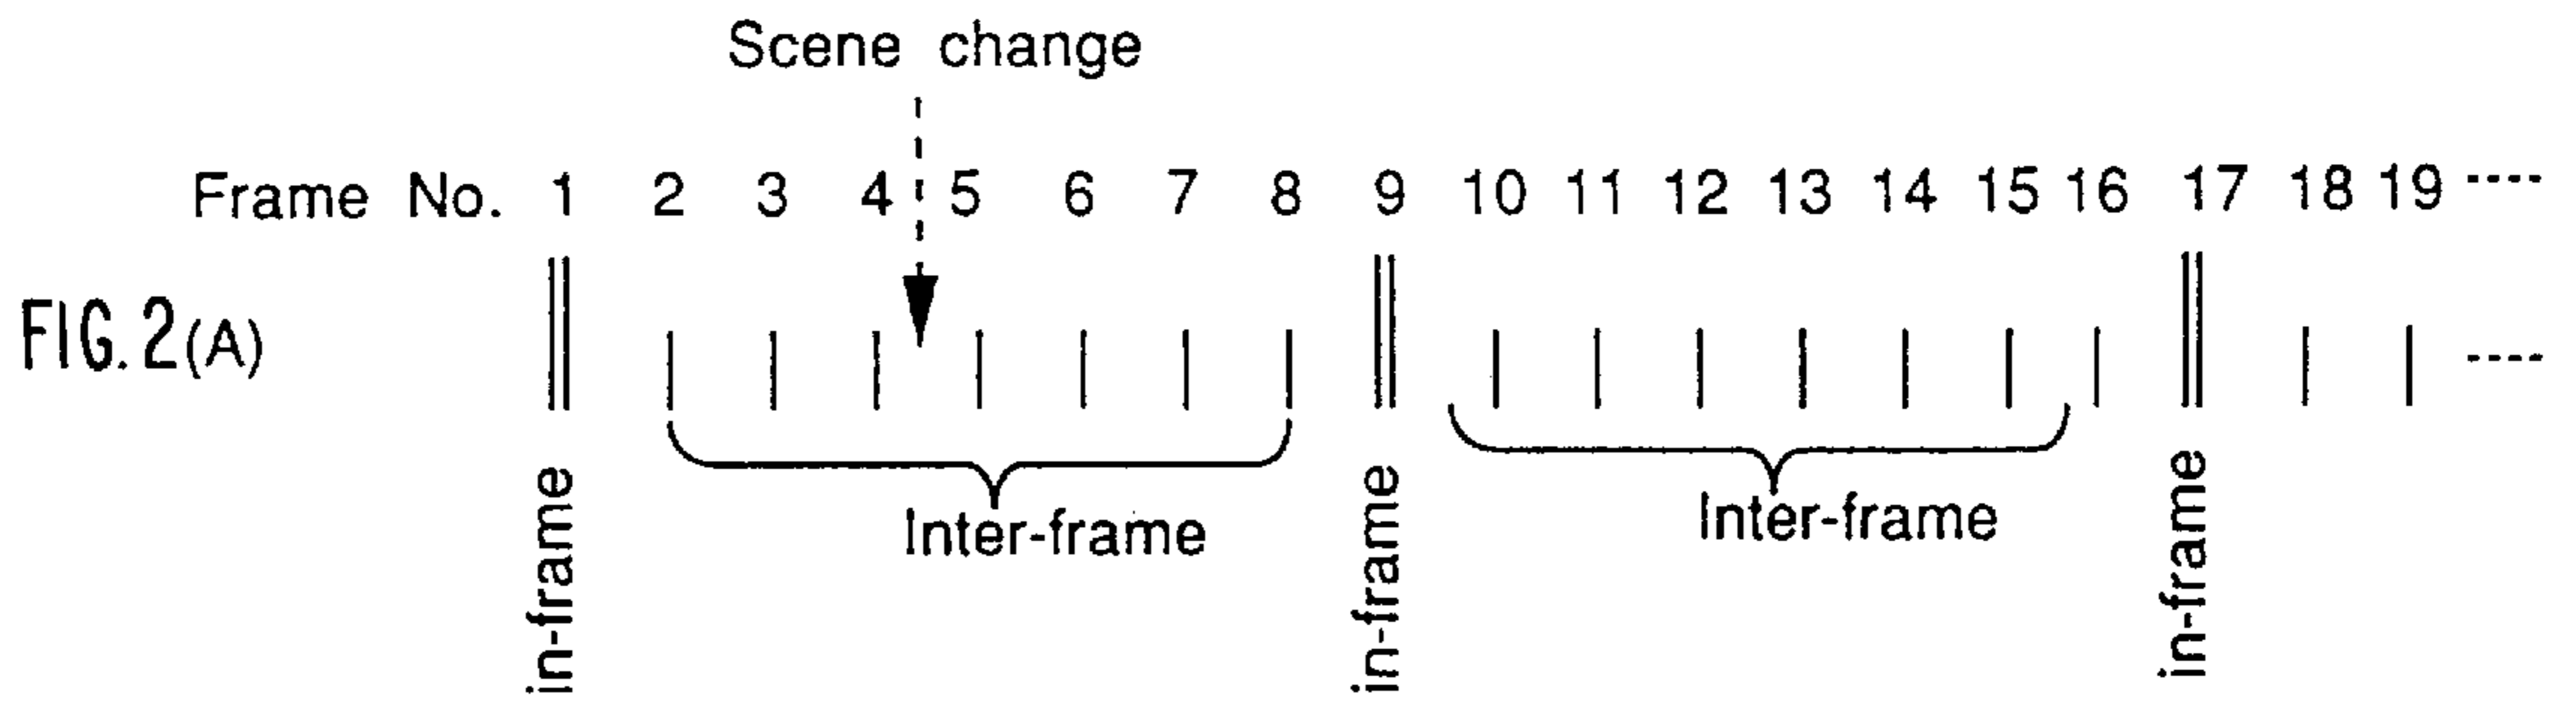 Scene change
Frame No. 1 2 3 4 5 6 7 8 9 10 11 12 13 14 15 16 17 18 19 ----
FIG. 2 (A) ----
Inter-frame
Inter-frame
in-frame
in-frame
in-frame